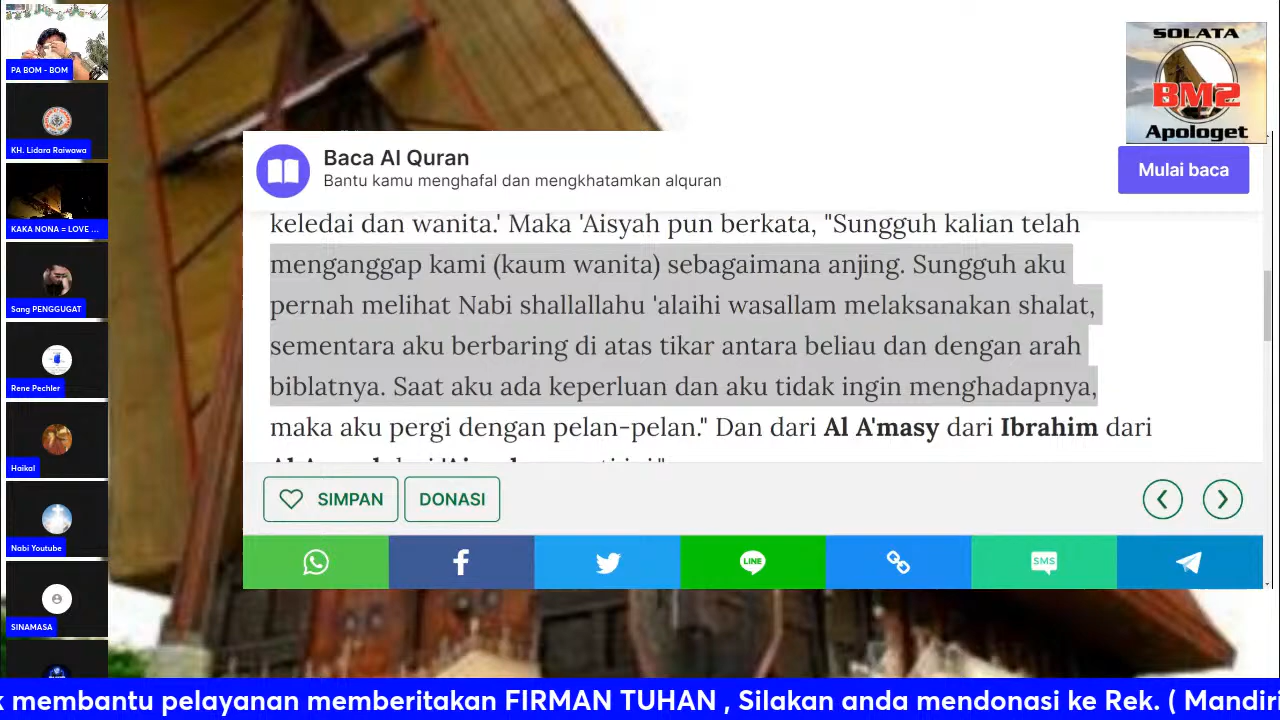 PA BOM - BOM
KH. Lidara Raiwawa
KAKA NONA = LOVE ...
Sang PENGGUGAT
Rene Pechler
Haikal
Nabi Youtube
SINAMASA
SOLATA
BM2
Apologet
Baca Al Quran
Bantu kamu menghafal dan mengkhatamkan alquran
Mulai baca
keledai dan wanita.' Maka 'Aisyah pun berkata, "Sungguh kalian telah
menganggap kami (kaum wanita) sebagaimana anjing. Sungguh aku
pernah melihat Nabi shallallahu 'alaihi wasallam melaksanakan shalat,
sementara aku berbaring di atas tikar antara beliau dan dengan arah
biblatnya. Saat aku ada keperluan dan aku tidak ingin menghadapnya,
maka aku pergi dengan pelan-pelan." Dan dari Al A'masy dari Ibrahim dari
SIMPAN
DONASI
LINE
SMS
membantu pelayanan memberitakan FIRMAN TUHAN , Silakan anda mendonasi ke Rek. ( Mandiri